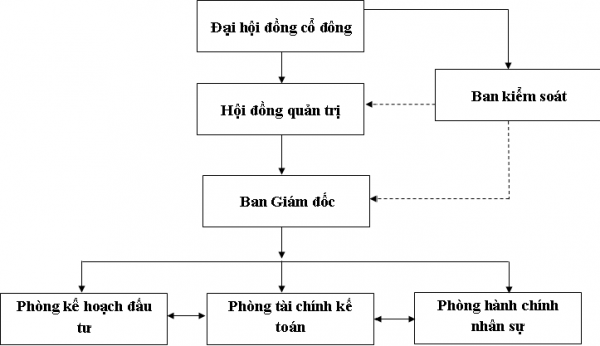 Đại hội đồng cổ đông
Ban kiểm soát
Hội đồng quản trị
Ban Giám đốc
Phòng kế hoạch đấu
tư
Phòng tài chính kế
toán
Phòng hành chính
nhân sự